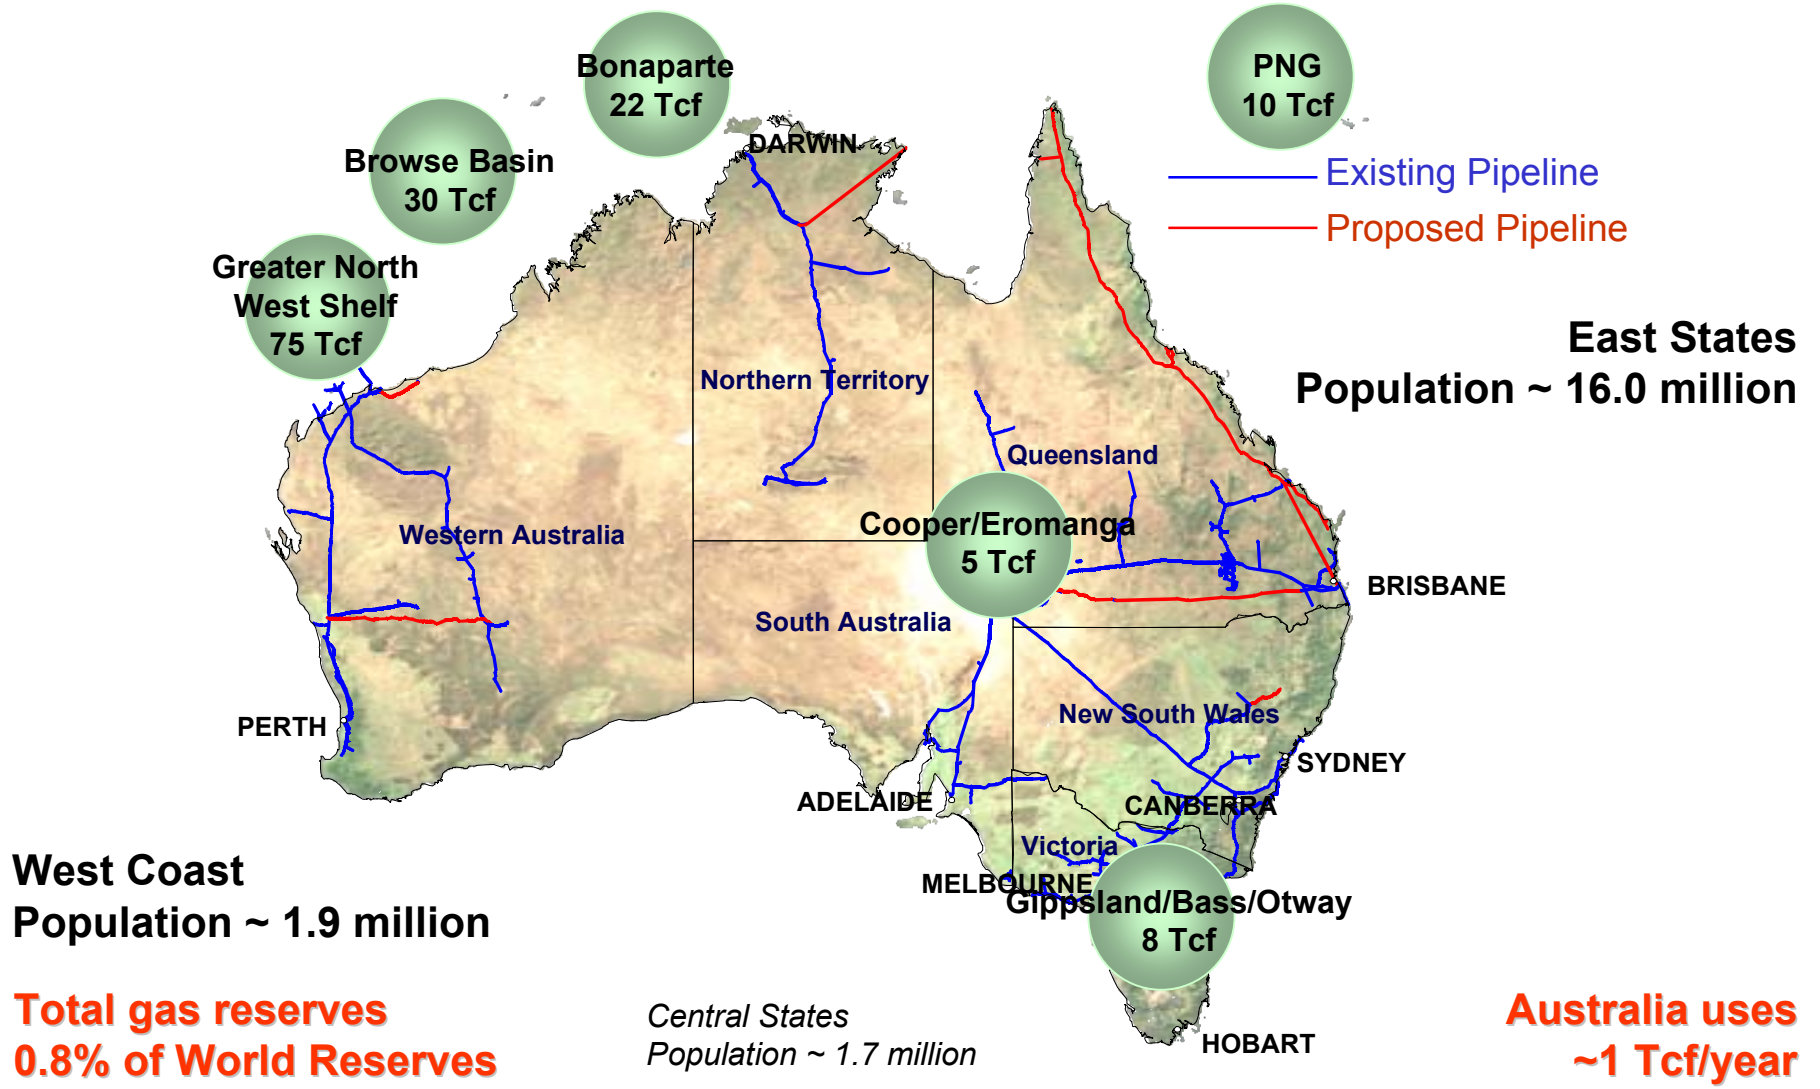 Bonaparte
22 Tcf
PNG
10 Tcf
DARWIN
Browse Basin
30 Tcf
Existing Pipeline
Proposed Pipeline
Greater North
West Shelf
75 Tcf
East States
Population ~ 16.0 million
Northern Territory
Queensland
Cooper/Eromanga
5 Tcf
Western Australia
BRISBANE
South Australia
New South Wales
PERTH
SYDNEY
ADELAIDE
CANBERRA
Victoria
MELBOURNE
Gippsland/Bass/Otway
8 Tcf
West Coast
Population ~ 1.9 million
Total gas reserves
0.8% of World Reserves
Central States
Population ~ 1.7 million
HOBART
Australia uses
~1 Tcf/year